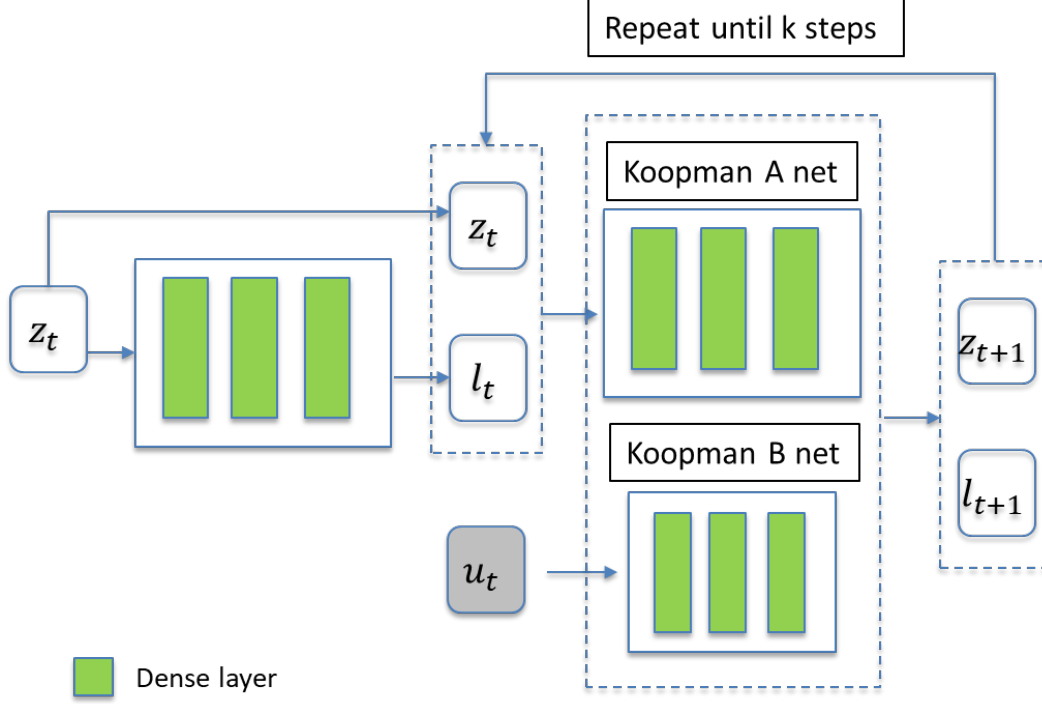 Repeat until k steps
Koopman A net
z_t
z_t
l_t
z_{t+1}
Koopman B net
l_{t+1}
u_t
Dense layer